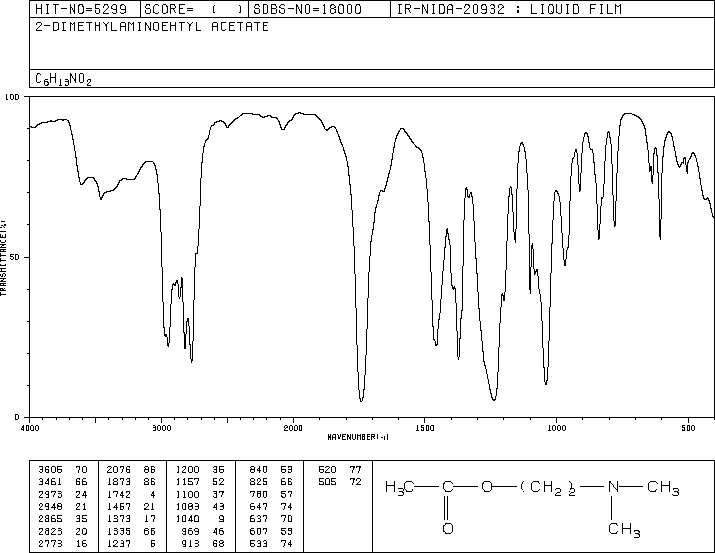 HIT-NO=5299 SCORE= ( ) SDBS-NO=18000 IR-NIDA-20932 : LIQUID FILM
2-DIMETHYLAMINOEHTYL ACETATE
C6H13NO2
100
50
0
TRANSMITTANCE(%)
4000 3000 2000 1500 1000 500
WAVENUMBER(-1)
3605 70 2076 86 1200 35 840 53 520 77
3461 66 1873 86 1157 52 825 66 505 72
2973 24 1742 4 1100 37 780 57
2948 21 1457 21 1083 43 647 74
2865 35 1373 17 1040 9 637 70
2823 20 1335 66 969 46 607 53
2773 16 1237 5 913 68 533 74
H3C C O (CH2)2 N CH3
O CH3